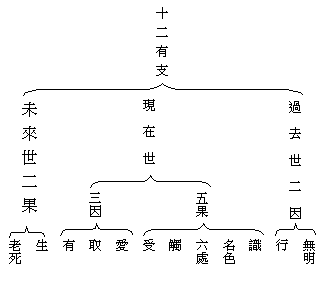 十二有支
過去世二因
現在世
未來世二果
五果
三因
無明
行
識
名色
六處
觸
受
愛
取
有
生
老死